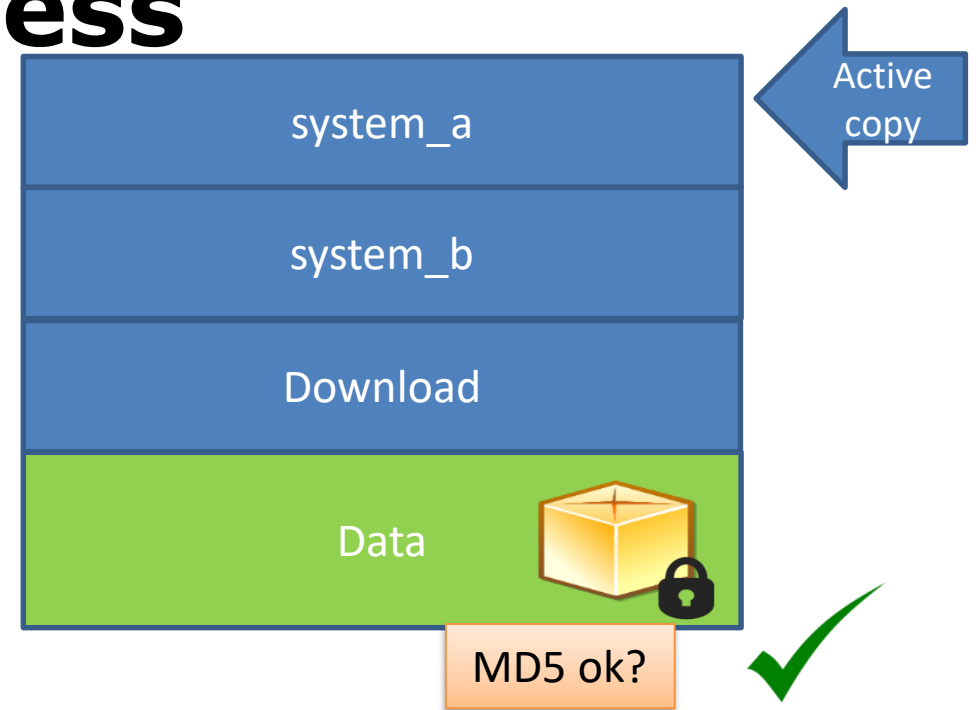 ess
system_a
Active
copy
system_b
Download
Data
MD5 ok?